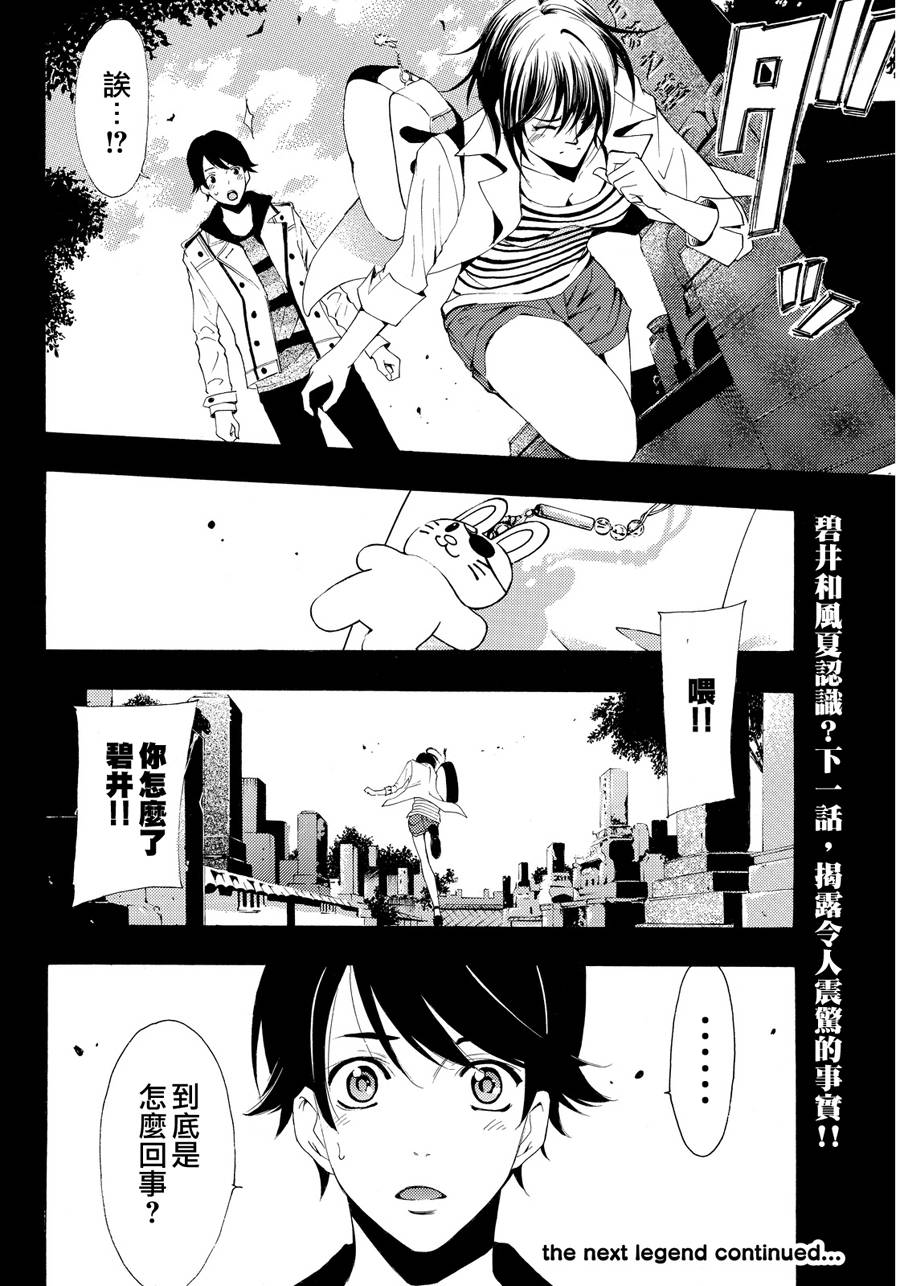 ダッ
誒…
!?
喂!!
你怎麼了
碧井!!
碧井和風夏認識？下一話，揭露令人震驚的事實!!
……
到底是
怎麼回事?
the next legend continued...